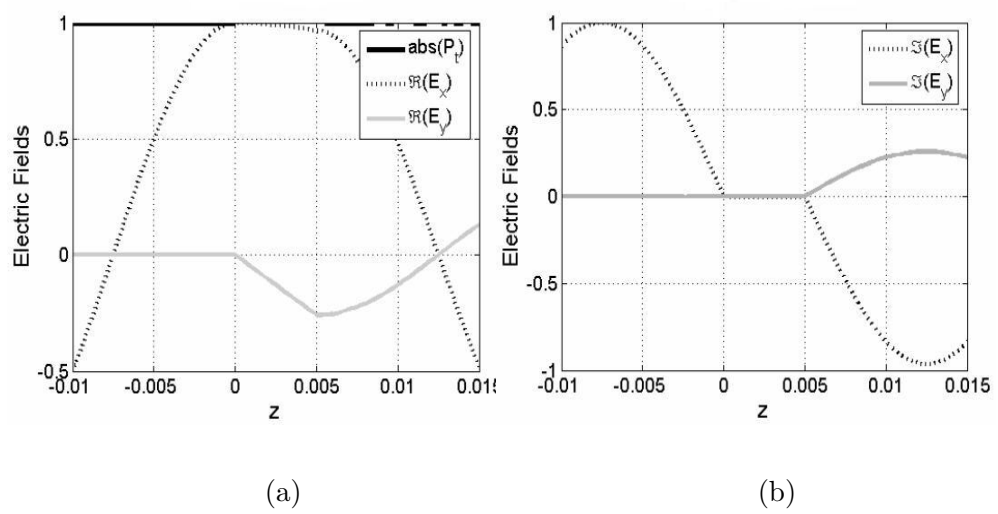 1
0.5
0
-0.5
-0.01
-0.005
0
0.005
0.01
0.015
z
Electric Fields
abs(P_t)
ℜ(E_x)
ℜ(E_y)
1
0.5
0
-0.5
-1
-0.01
-0.005
0
0.005
0.01
0.015
z
Electric Fields
ℑ(E_x)
ℑ(E_y)
(a)
(b)